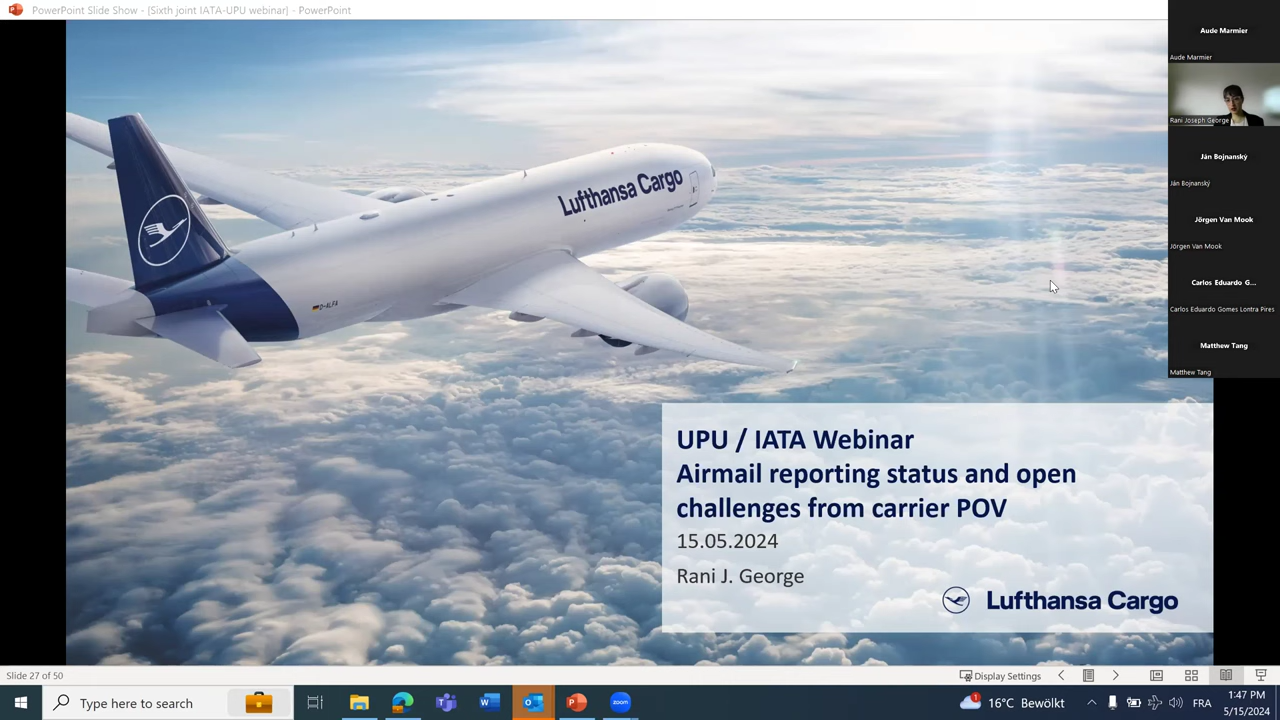 PowerPoint Slide Show - [Sixth joint IATA-UPU webinar] - PowerPoint
Aude Marmier
Aude Marmier
Rani Joseph George
Ján Bojnanský
Ján Bojnanský
Jörgen Van Mook
Jörgen Van Mook
Carlos Eduardo G...
Carlos Eduardo Gomes Lontra Pires
Matthew Tang
Matthew Tang
Lufthansa Cargo
D-ALFA
UPU / IATA Webinar
Airmail reporting status and open
challenges from carrier POV
15.05.2024
Rani J. George
Lufthansa Cargo
Slide 27 of 50
Display Settings
Type here to search
zoom
1
16°C Bewölkt
FRA
1:47 PM
5/15/2024